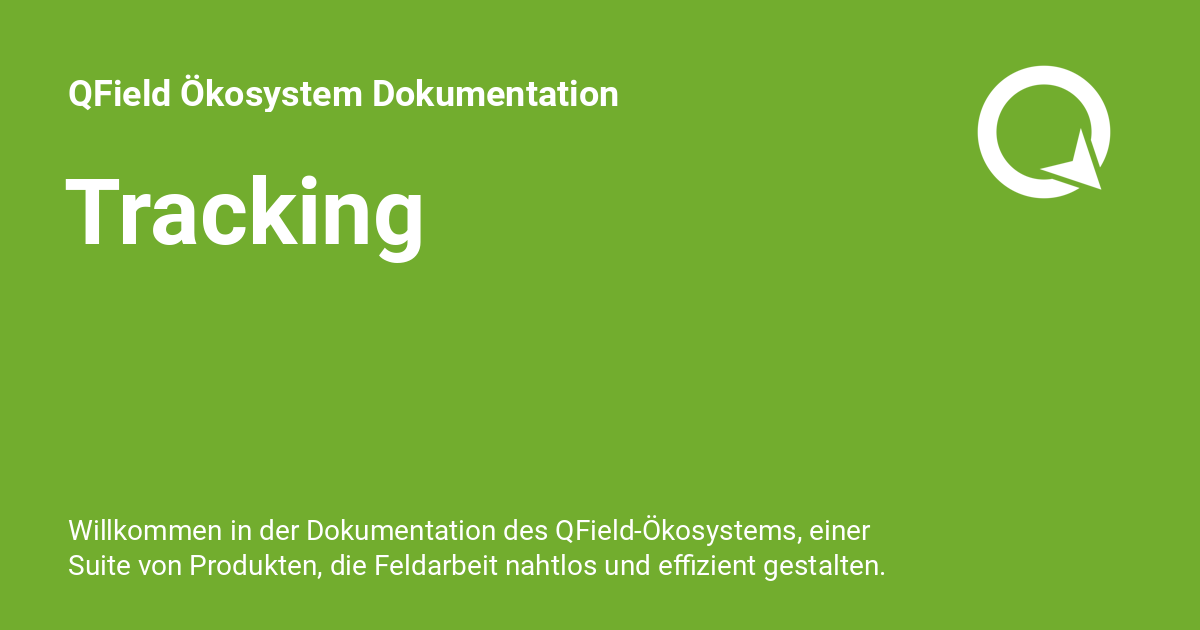 QField Ökosystem Dokumentation
Tracking
Willkommen in der Dokumentation des QField-Ökosystems, einer
Suite von Produkten, die Feldarbeit nahtlos und effizient gestalten.